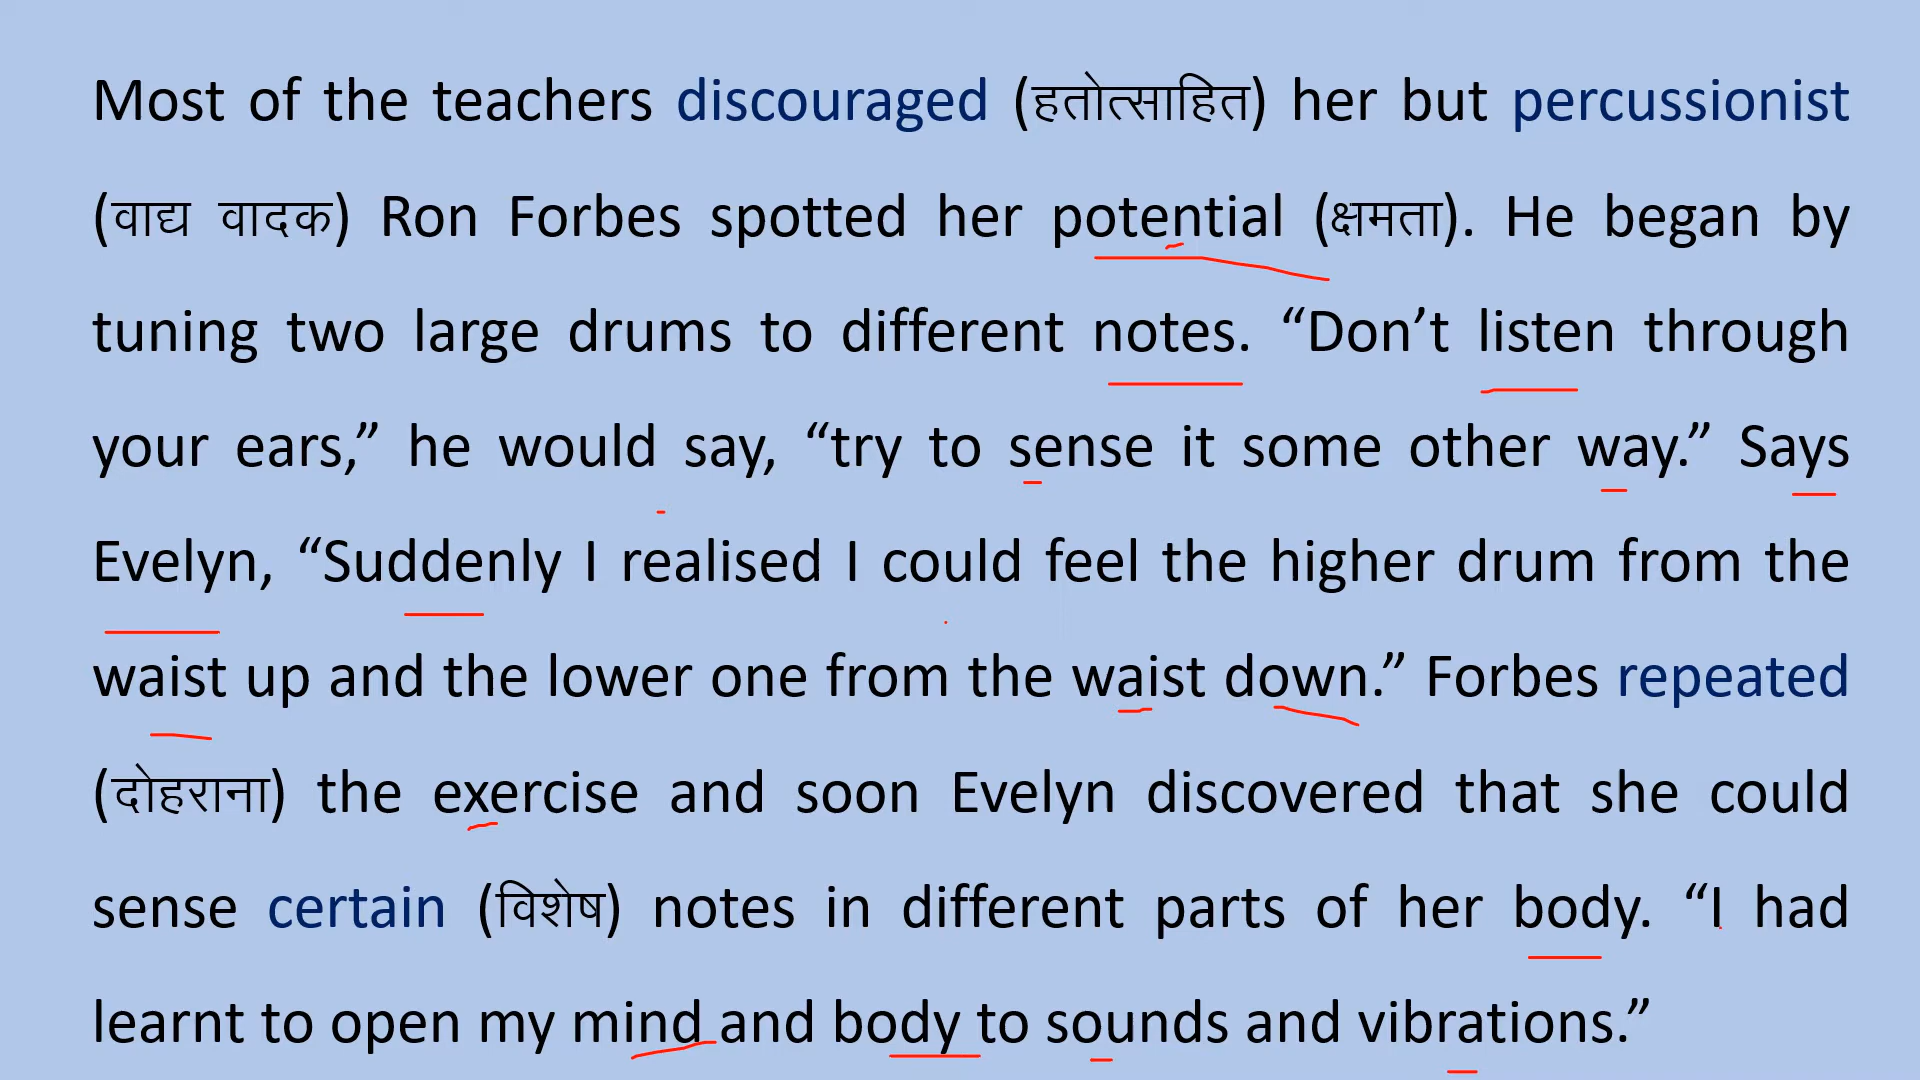 Most of the teachers discouraged (हतोत्साहित) her but percussionist
(वाद्य वादक) Ron Forbes spotted her potential (क्षमता). He began by
tuning two large drums to different notes. “Don’t listen through
your ears,” he would say, “try to sense it some other way.” Says
Evelyn, “Suddenly I realised I could feel the higher drum from the
waist up and the lower one from the waist down.” Forbes repeated
(दोहराना) the exercise and soon Evelyn discovered that she could
sense certain (विशेष) notes in different parts of her body. “I had
learnt to open my mind and body to sounds and vibrations.”